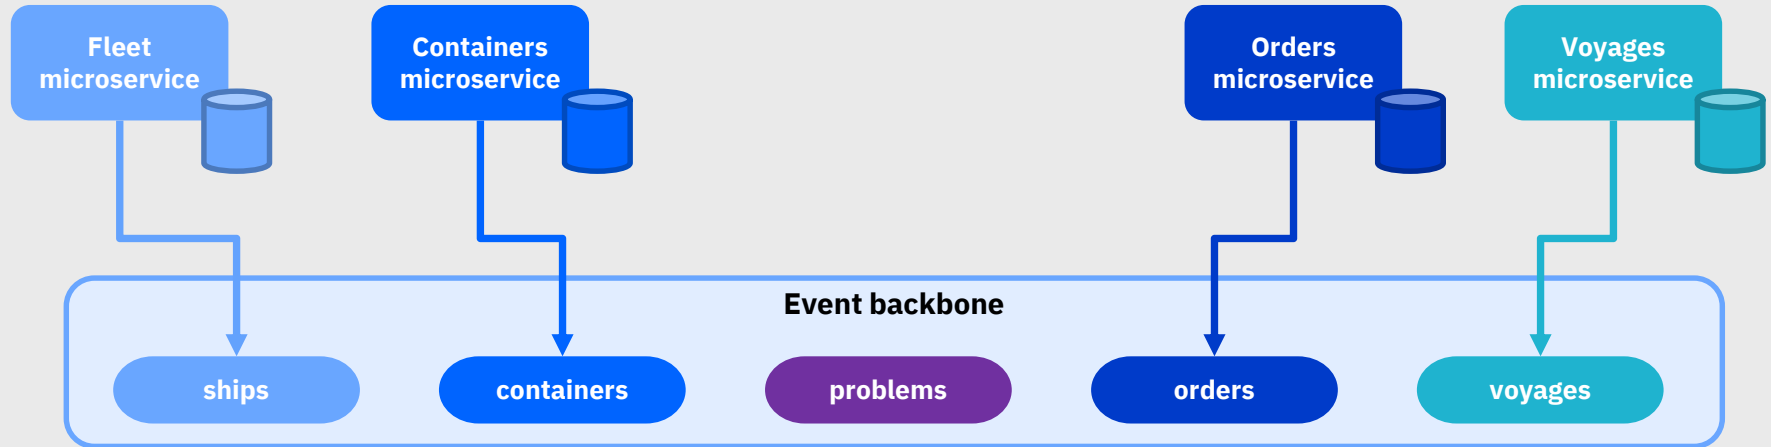 Fleet
microservice
Containers
microservice
Orders
microservice
Voyages
microservice
Event backbone
ships
containers
problems
orders
voyages